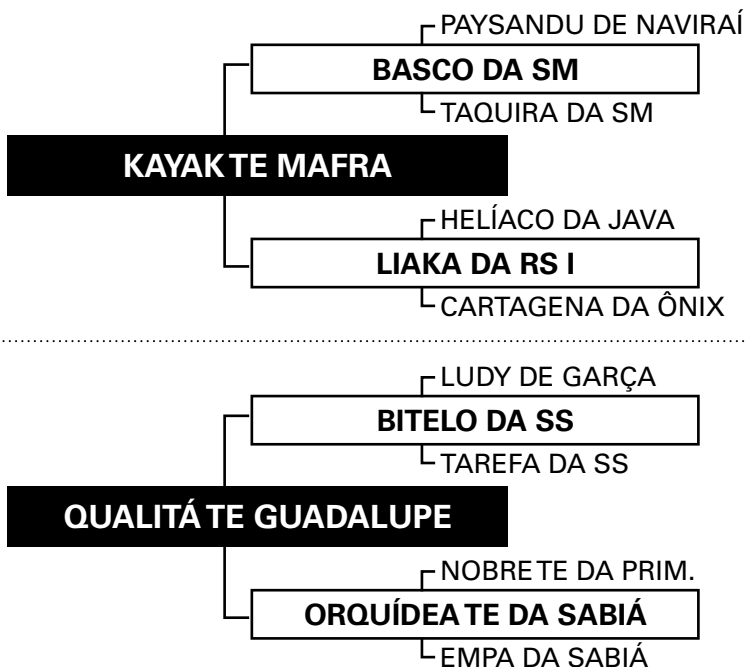 PAYSANDU DE NAVIRAÍ
BASCO DA SM
TAQUIRA DA SM
KAYAK TE MAFRA
HELÍACO DA JAVA
LIAKA DA RS I
CARTAGENA DA ÔNIX
LUDY DE GARÇA
BITELO DA SS
TAREFA DA SS
QUALITÁ TE GUADALUPE
NOBRE TE DA PRIM.
ORQUÍDEA TE DA SABIÁ
EMPA DA SABIÁ